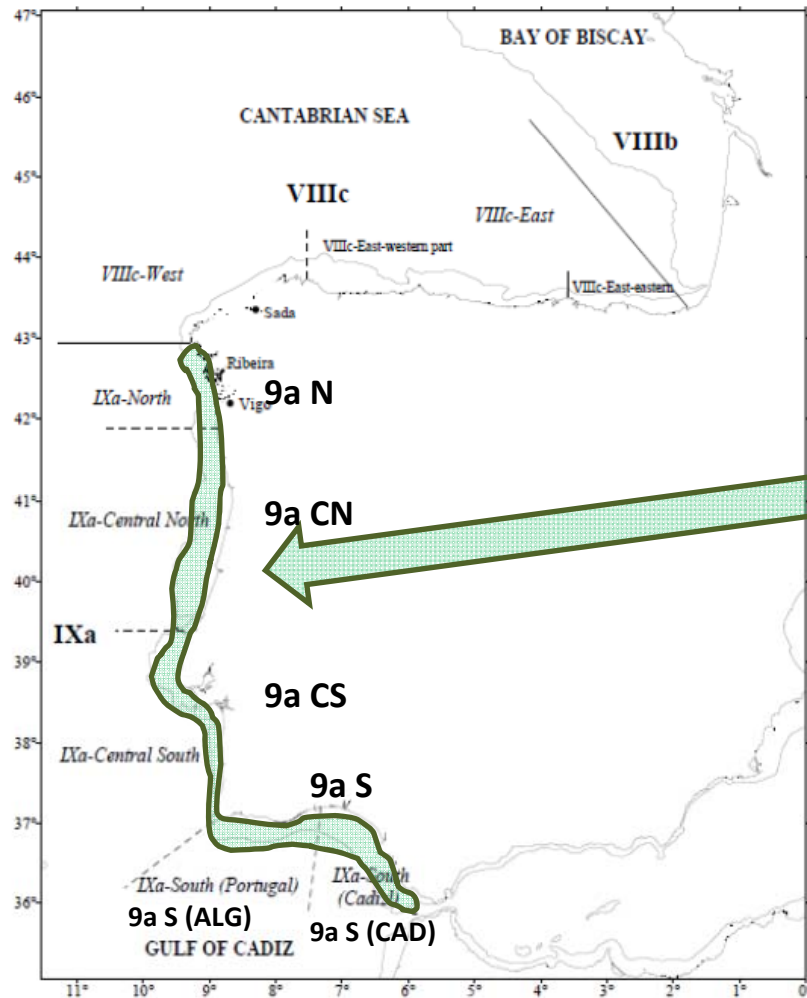 47°
46°
45°
44°
43°
42°
41°
40°
39°
38°
37°
36°
BAY OF BISCAY
CANTABRIAN SEA
VIIIb
VIIIc
VIIIc-East
VIIIc-East-western part
VIIIc-West
VIIIc-East-eastern
Sada
Ribeira
9a N
IXa-North
Vigo
9a CN
IXa-Central North
IXa
9a CS
IXa-Central South
9a S
IXa-South (Portugal)
IXa-South
(Cadiz)
9a S (ALG)
9a S (CAD)
GULF OF CADIZ
11° 10° 9° 8° 7° 6° 5° 4° 3° 2° 1° 0